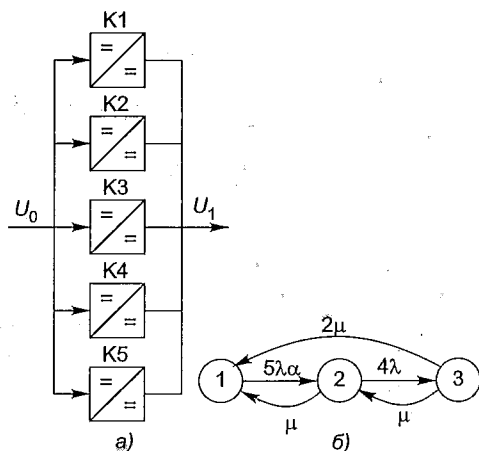 K1
=
=
K2
=
=
K3
=
=
U₀
U₁
K4
=
=
K5
=
=
а)
2μ
1
5λα
2
4λ
3
μ
μ
б)